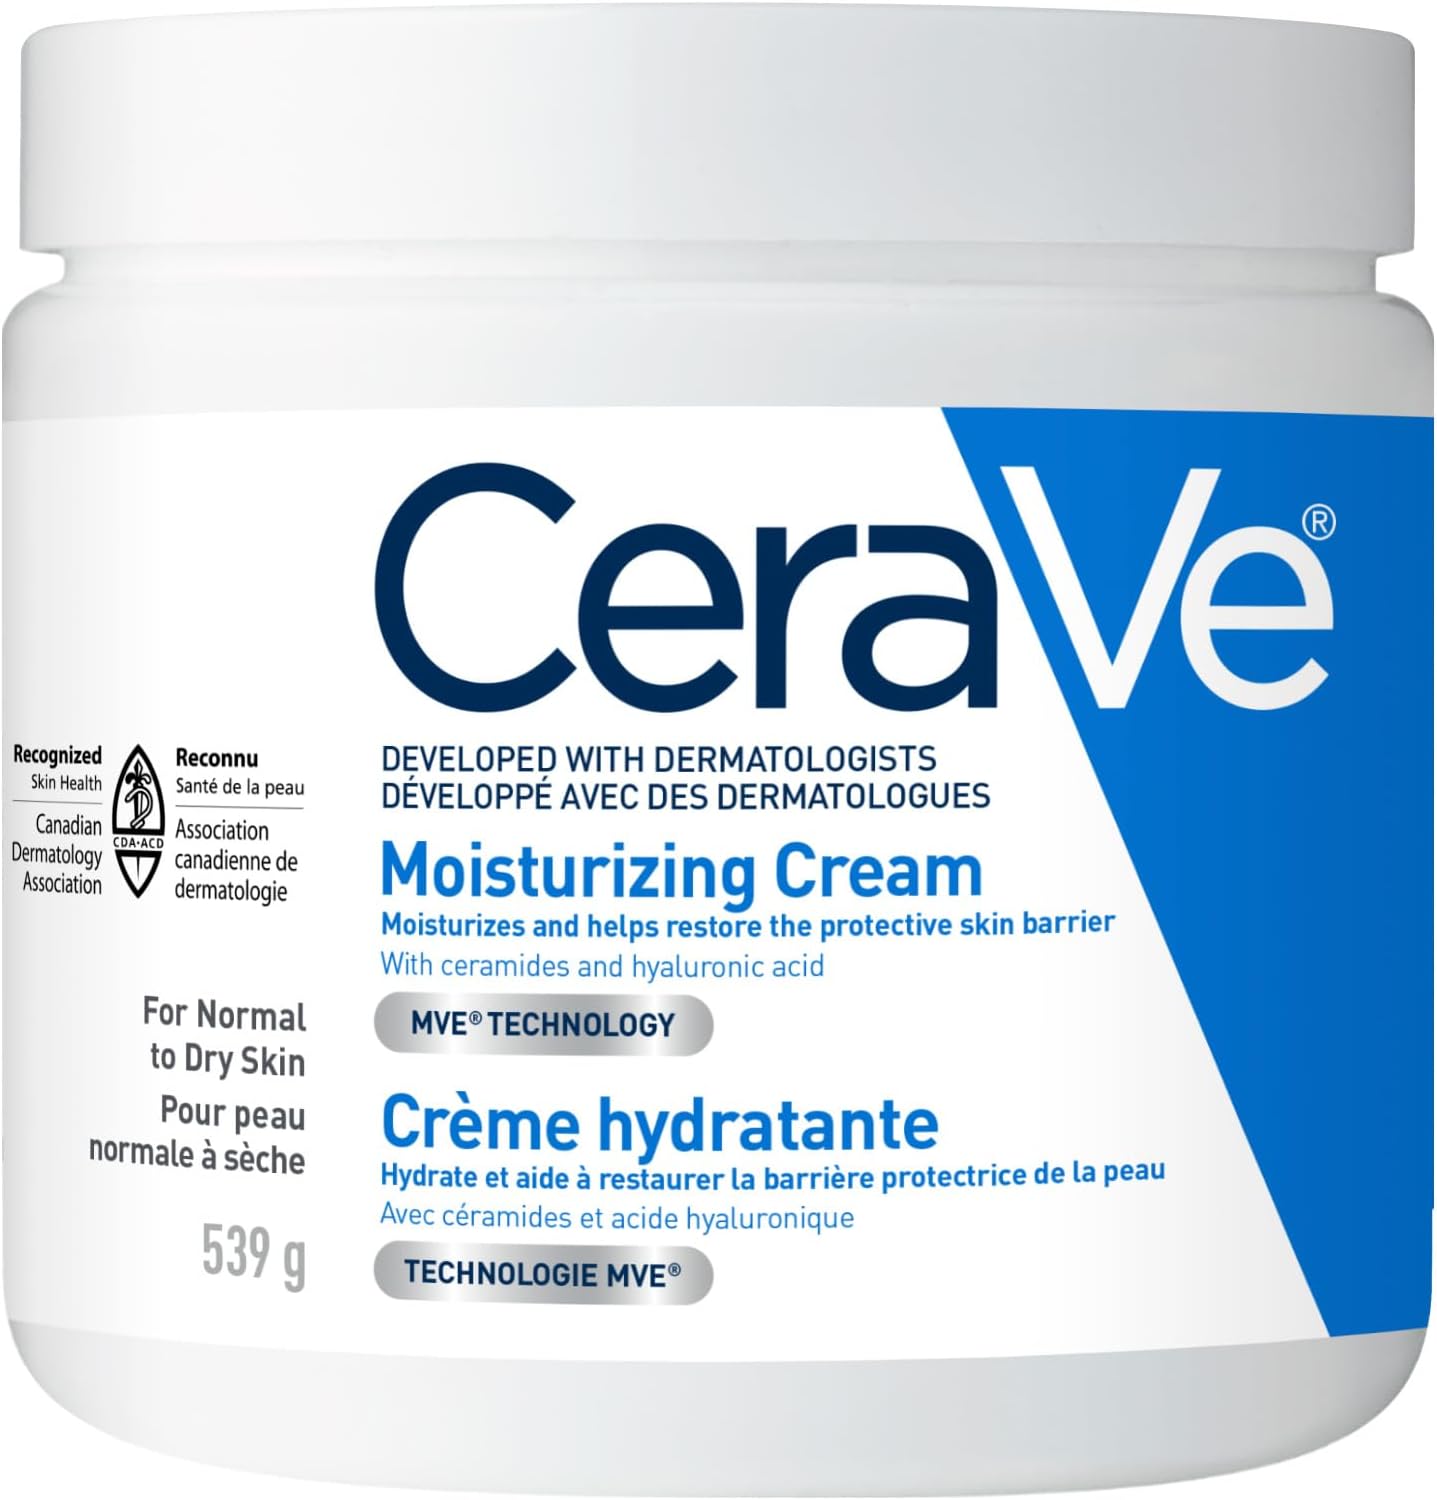 CeraVe®
DEVELOPED WITH DERMATOLOGISTS
DÉVELOPPÉ AVEC DES DERMATOLOGUES
Moisturizing Cream
Moisturizes and helps restore the protective skin barrier
With ceramides and hyaluronic acid
MVE® TECHNOLOGY
Crème hydratante
Hydrate et aide à restaurer la barrière protectrice de la peau
Avec céramides et acide hyaluronique
TECHNOLOGIE MVE®
Recognized
Skin Health
Canadian
Dermatology
Association
CDA•ACD
Reconnu
Santé de la peau
Association
canadienne de
dermatologie
For Normal
to Dry Skin
Pour peau
normale à sèche
539 g